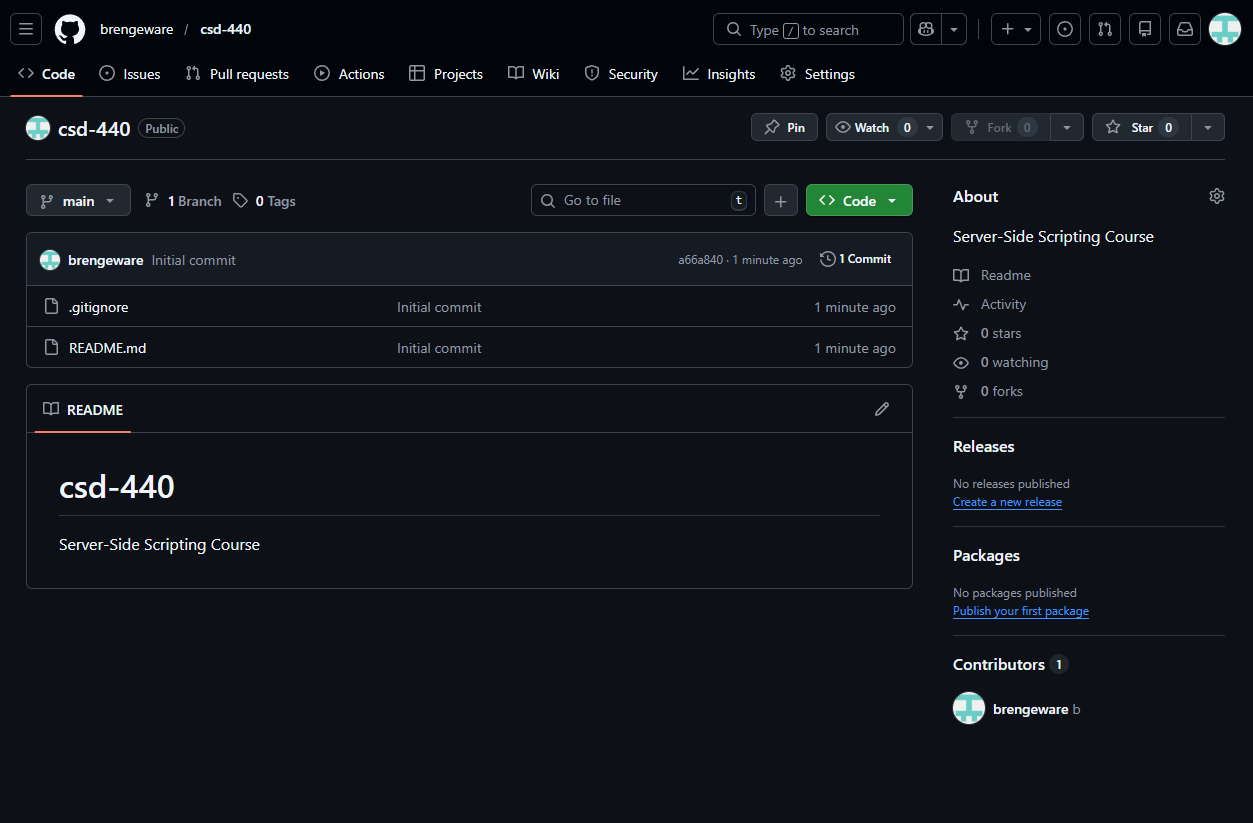 brengeware / csd-440
Type / to search
Code Issues Pull requests Actions Projects Wiki Security Insights Settings
csd-440 Public
Pin Watch 0 Fork 0 Star 0
main 1 Branch 0 Tags
Go to file t
Code
brengeware Initial commit a66a840 · 1 minute ago 1 Commit
.gitignore Initial commit 1 minute ago
README.md Initial commit 1 minute ago
README
csd-440
Server-Side Scripting Course
About
Server-Side Scripting Course
Readme
Activity
0 stars
0 watching
0 forks
Releases
No releases published
Create a new release
Packages
No packages published
Publish your first package
Contributors 1
brengeware b